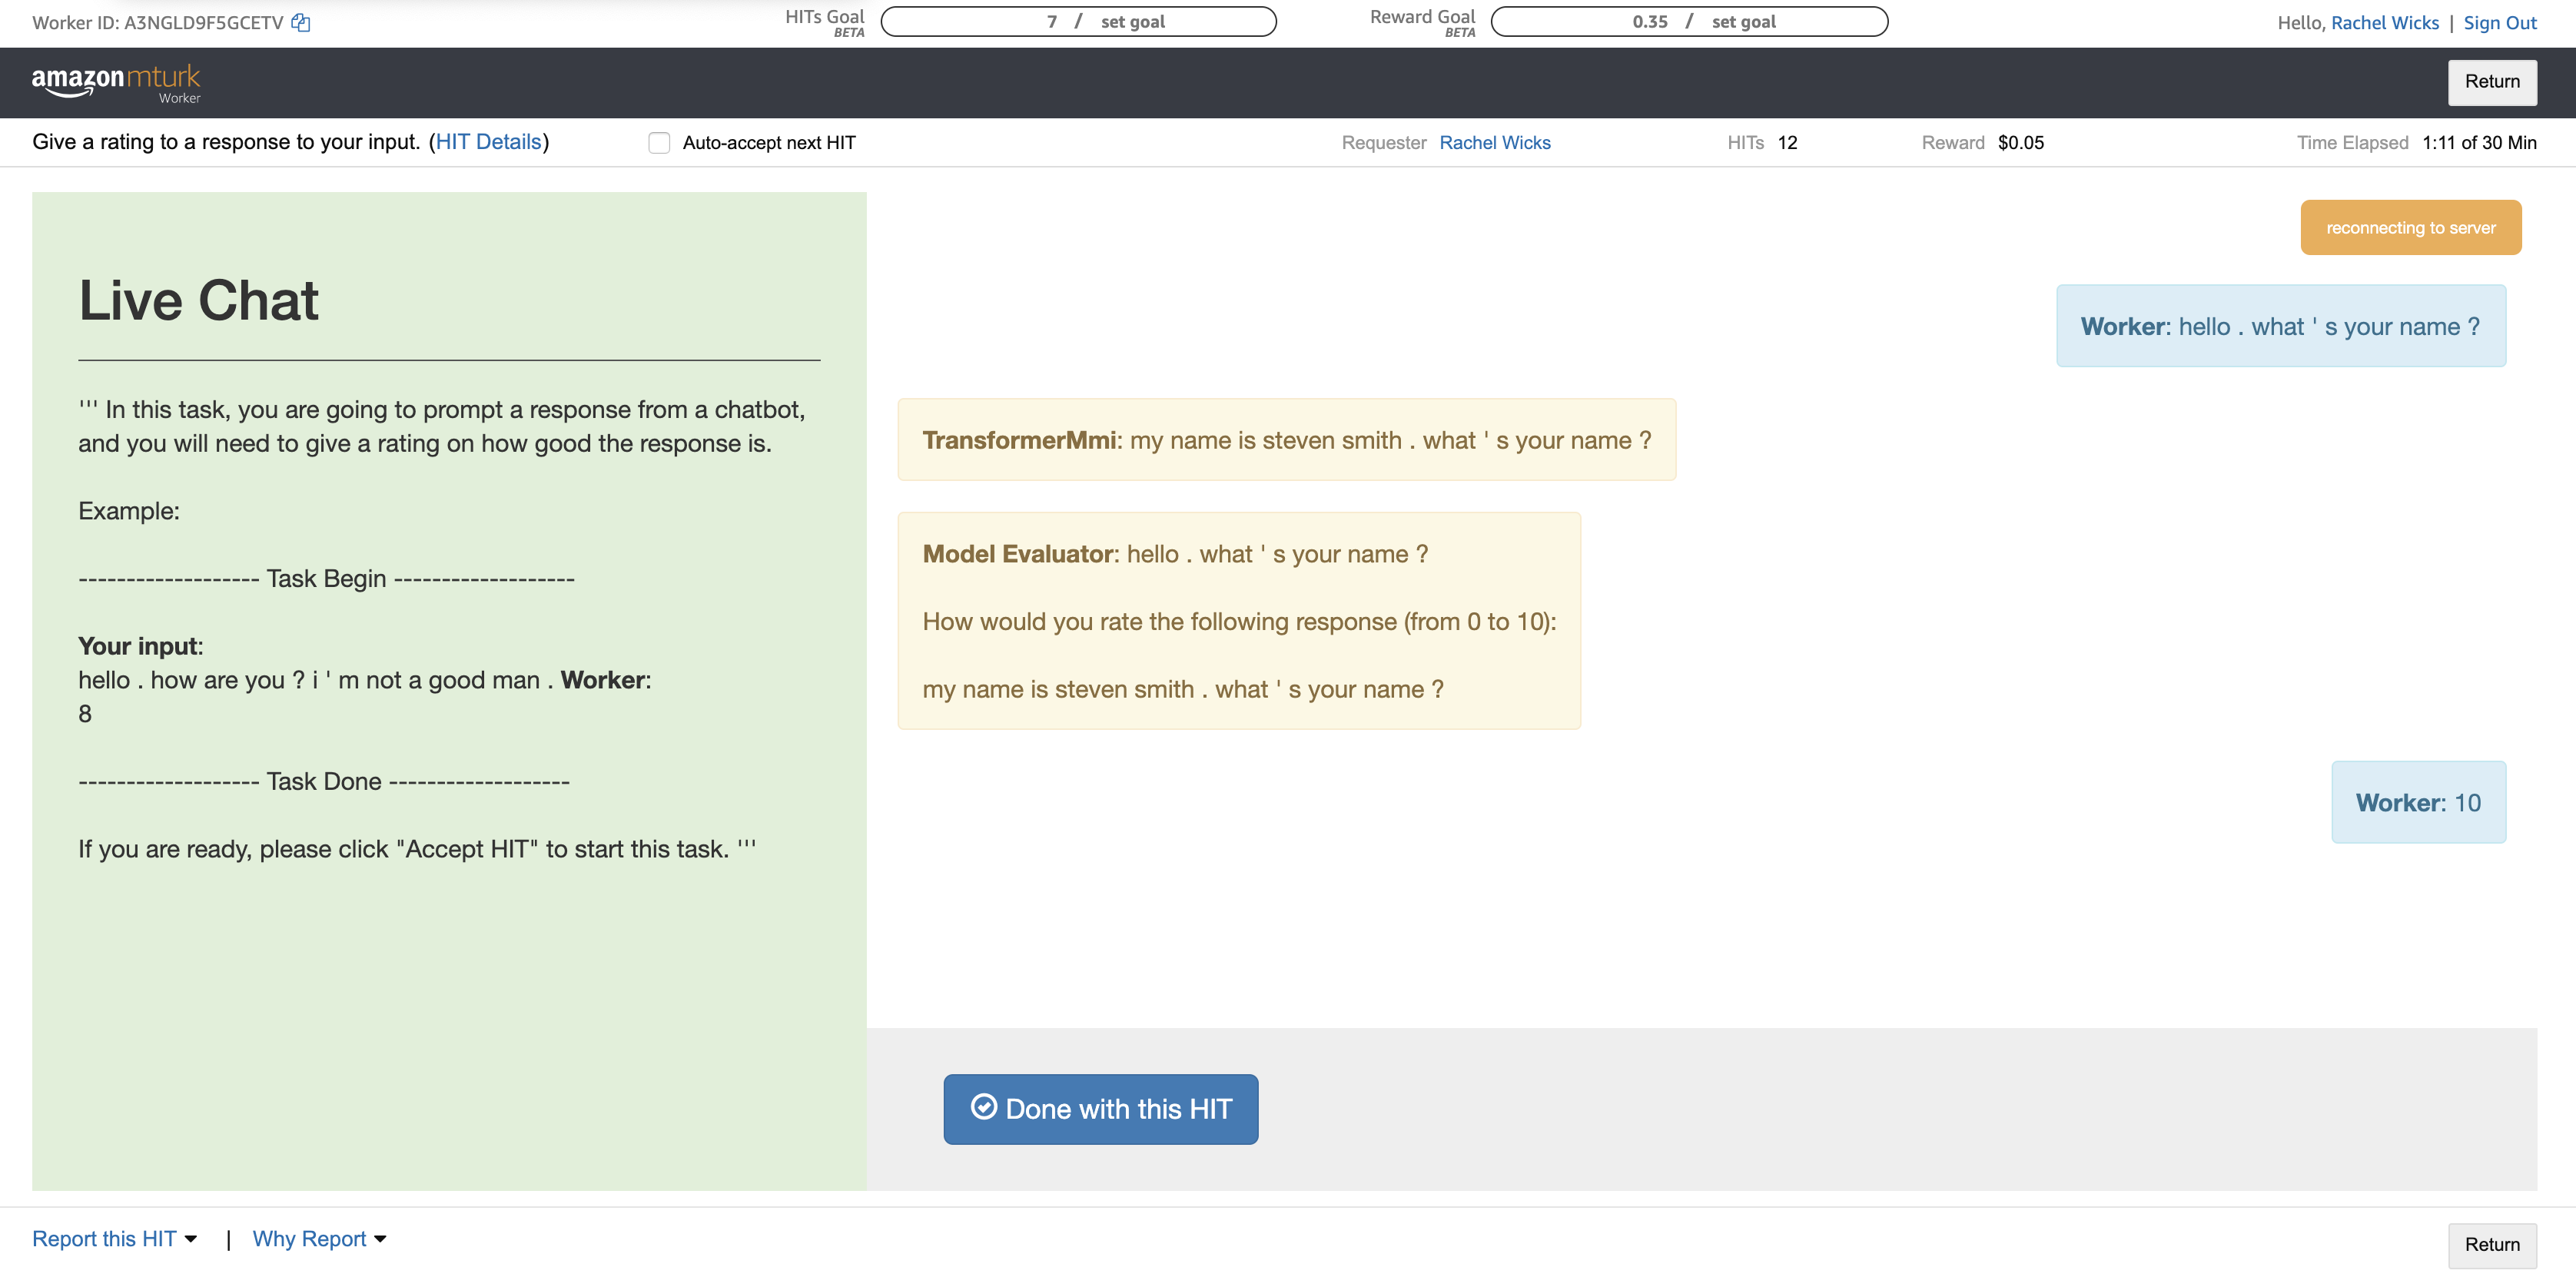 Worker ID: A3NGLD9F5GCETV
HITs Goal
BETA
7 / set goal
Reward Goal
BETA
0.35 / set goal
Hello, Rachel Wicks | Sign Out
amazonmturk
Worker
Return
Give a rating to a response to your input. (HIT Details)
Auto-accept next HIT
Requester Rachel Wicks
HITs 12
Reward $0.05
Time Elapsed 1:11 of 30 Min
Live Chat
''' In this task, you are going to prompt a response from a chatbot,
and you will need to give a rating on how good the response is.
Example:
------------------- Task Begin -------------------
Your input:
hello . how are you ? i ' m not a good man . Worker:
8
------------------- Task Done -------------------
If you are ready, please click "Accept HIT" to start this task. '''
reconnecting to server
Worker: hello . what ' s your name ?
TransformerMmi: my name is steven smith . what ' s your name ?
Model Evaluator: hello . what ' s your name ?
How would you rate the following response (from 0 to 10):
my name is steven smith . what ' s your name ?
Worker: 10
Done with this HIT
Report this HIT | Why Report
Return